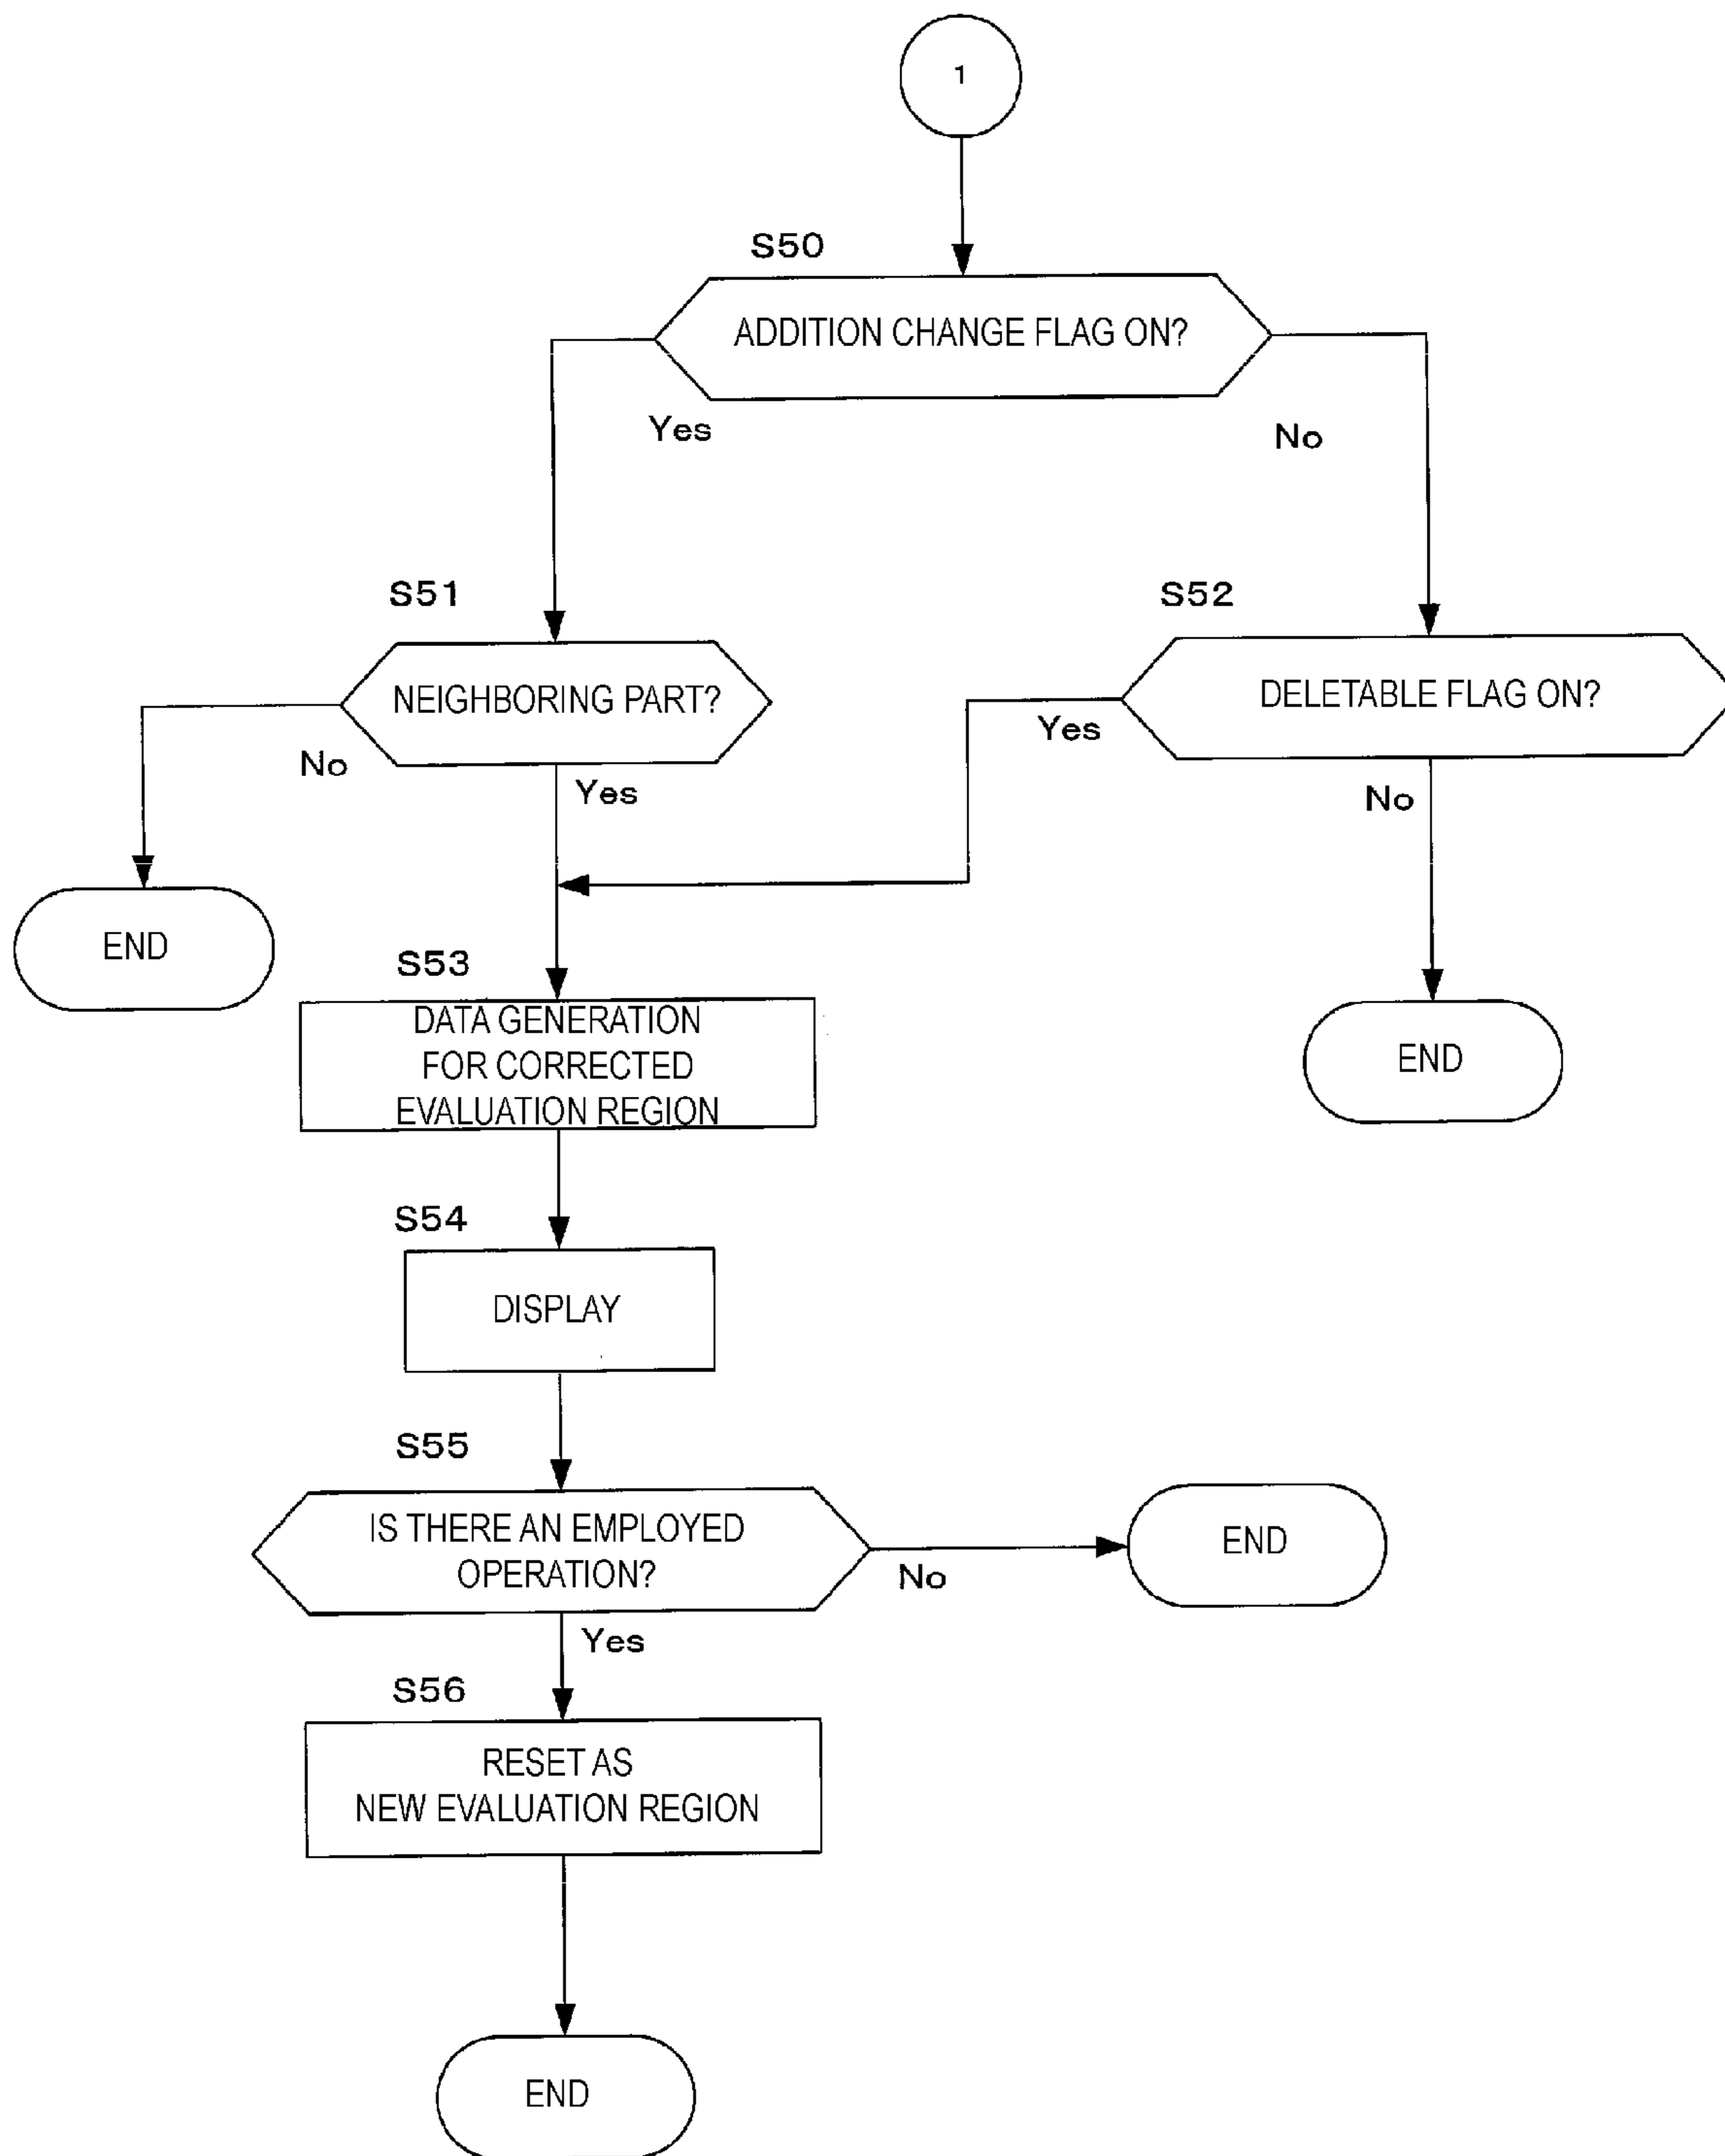 1
S50
ADDITION CHANGE FLAG ON?
Yes
No
S51
S52
NEIGHBORING PART?
DELETABLE FLAG ON?
No
Yes
Yes
No
END
S53
DATA GENERATION
FOR CORRECTED
EVALUATION REGION
END
S54
DISPLAY
S55
IS THERE AN EMPLOYED
OPERATION?
No
END
Yes
S56
RESET AS
NEW EVALUATION REGION
END